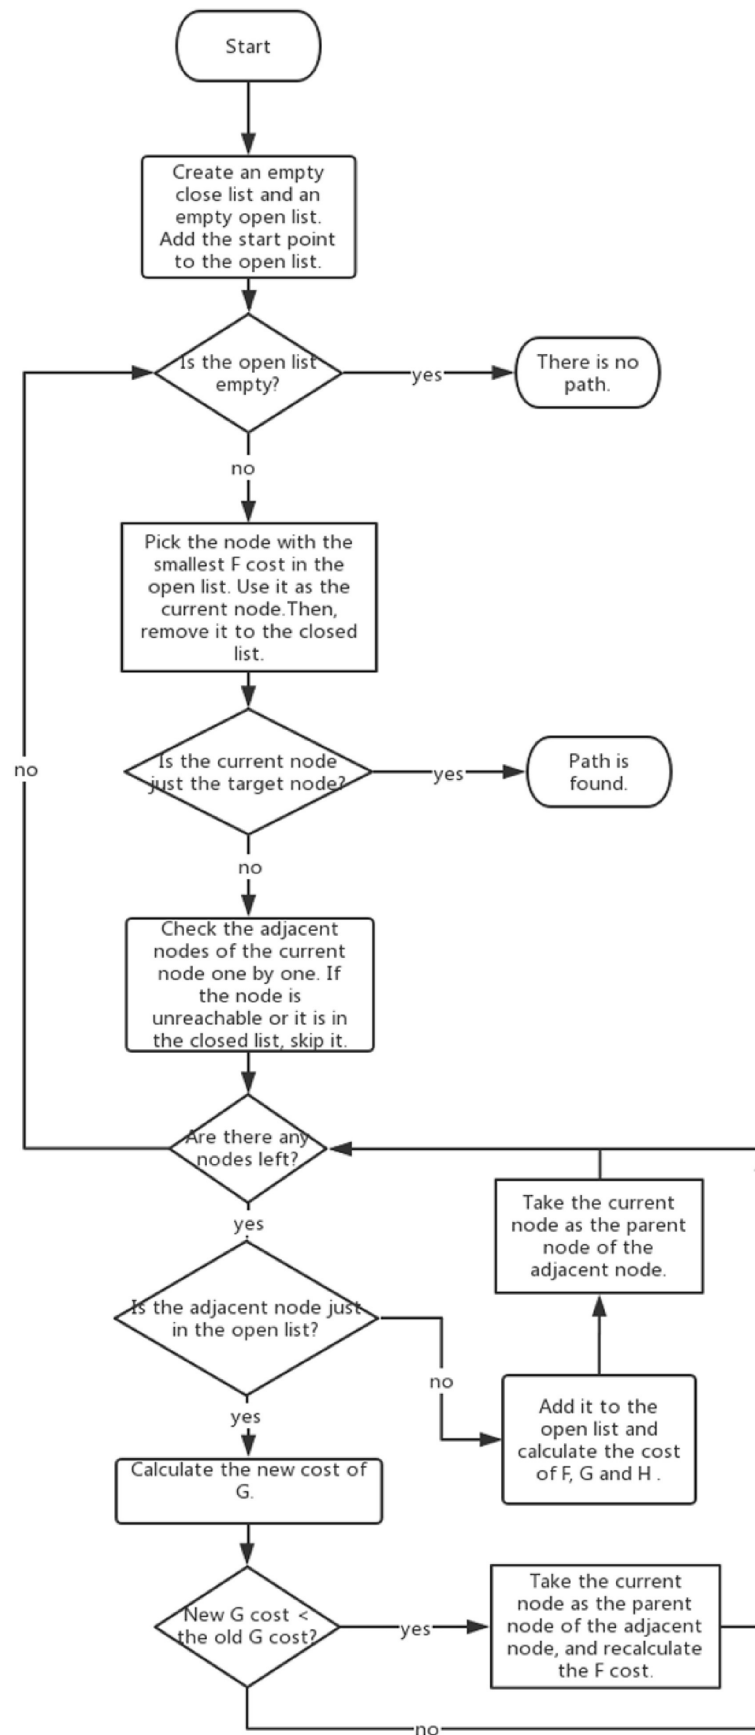 Start
Create an empty
close list and an
empty open list.
Add the start point
to the open list.
Is the open list
empty?
yes
There is no
path.
no
Pick the node with the
smallest F cost in the
open list. Use it as the
current node.Then,
remove it to the closed
list.
no
Is the current node
just the target node?
yes
Path is
found.
no
Check the adjacent
nodes of the current
node one by one. If
the node is
unreachable or it is in
the closed list, skip it.
Are there any
nodes left?
yes
Take the current
node as the parent
node of the
adjacent node.
Is the adjacent node just
in the open list?
no
yes
Add it to the
open list and
calculate the cost
of F, G and H .
Calculate the new cost of
G.
New G cost <
the old G cost?
yes
Take the current
node as the parent
node of the adjacent
node, and recalculate
the F cost.
no